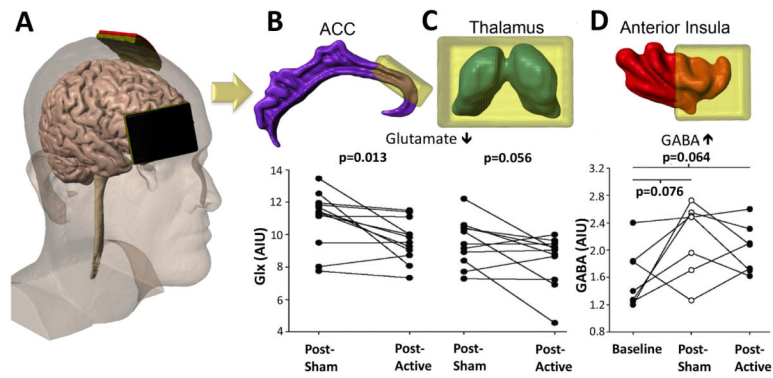 A
B
ACC
C
Thalamus
D
Anterior Insula
Glutamate ↓
GABA ↑
p=0.013
p=0.056
p=0.064
p=0.076
Glx (AIU)
14
12
10
8
6
4
GABA (AIU)
3.2
2.8
2.4
2.0
1.6
1.2
0.8
Post-
Sham
Post-
Active
Post-
Sham
Post-
Active
Baseline
Post-
Sham
Post-
Active